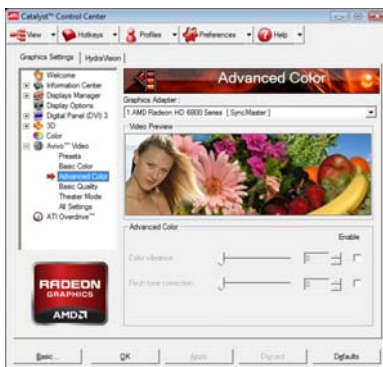 Catalyst™ Control Center
View
Hotkeys
Profiles
Preferences
Help
Graphics Settings
HydraVision
Welcome
Information Center
Displays Manager
Display Options
Digital Panel (DVI) 3
3D
Color
Avivo™ Video
Presets
Basic Color
Advanced Color
Basic Quality
Theater Mode
All Settings
ATI Overdrive™
RADEON
GRAPHICS
AMD
Advanced Color
Graphics Adapter :
1.AMD Radeon HD 6800 Series [ SyncMaster ]
Video Preview
Advanced Color
Enable
Color vibrance
0
Flesh tone correction
0
Basic...
OK
Apply
Discard
Defaults